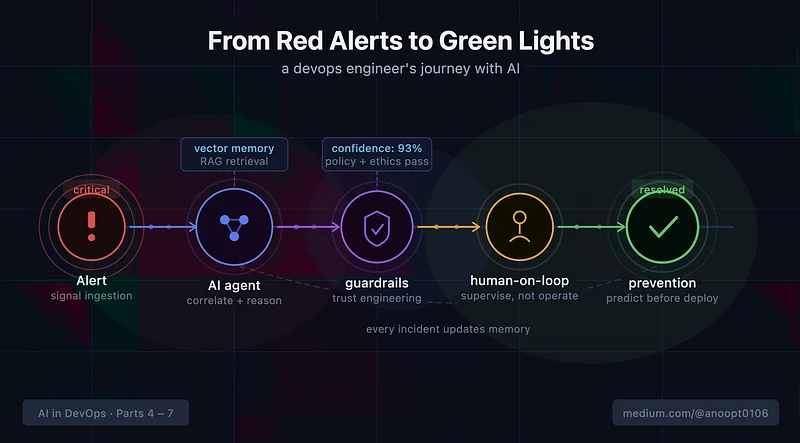 From Red Alerts to Green Lights
a devops engineer's journey with AI
vector memory
RAG retrieval
confidence: 93%
policy + ethics pass
critical
resolved
Alert
signal ingestion
AI agent
correlate + reason
guardrails
trust engineering
human-on-loop
supervise, not operate
prevention
predict before deploy
every incident updates memory
AI in DevOps · Parts 4 – 7
medium.com/@anoopt0106